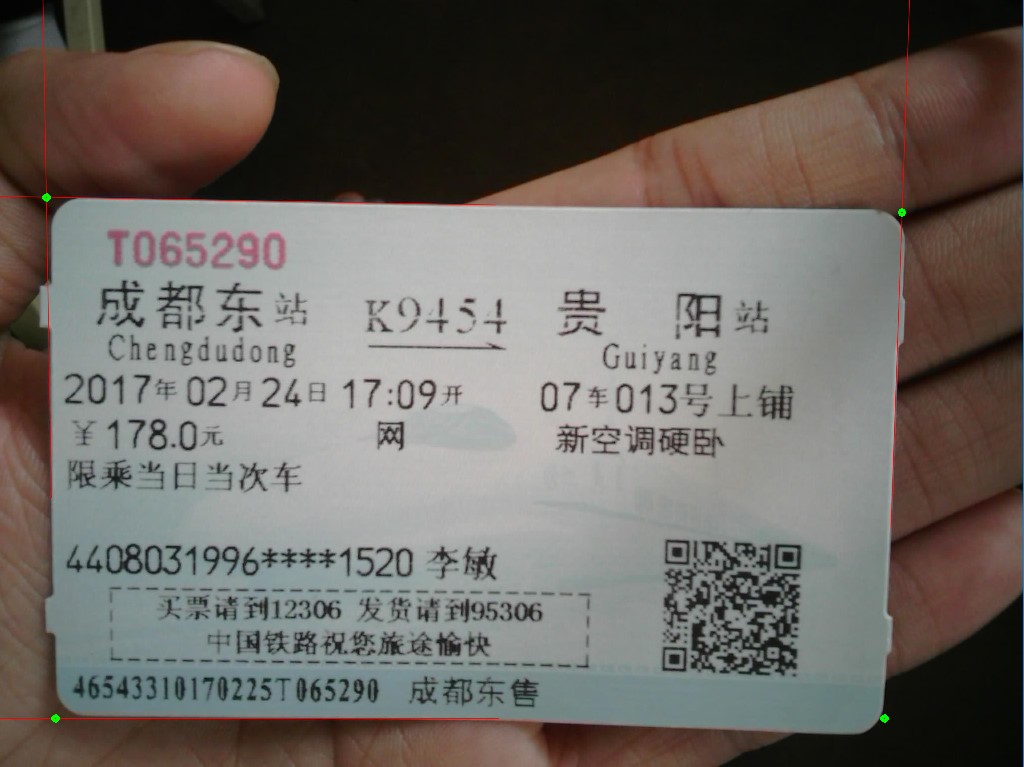 T065290
成都东站 K9454 贵阳站
Chengdudong Guiyang
2017年02月24日 17:09开 07车013号上铺
¥178.0元 网 新空调硬卧
限乘当日当次车
4408031996****1520 李敏
买票请到12306 发货请到95306
中国铁路祝您旅途愉快
46543310170225T065290 成都东售